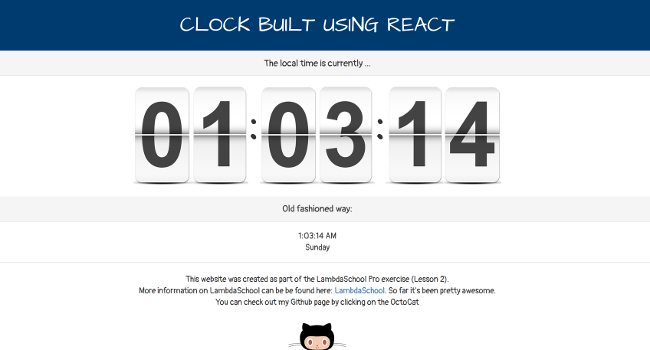 CLOCK BUILT USING REACT
The local time is currently ...
01:03:14
Old fashioned way:
1:03:14 AM
Sunday
This website was created as part of the LambdaSchool Pro exercise (Lesson 2).
More information on LambdaSchool can be be found here: LambdaSchool. So far it's been pretty awesome.
You can check out my Github page by clicking on the OctoCat